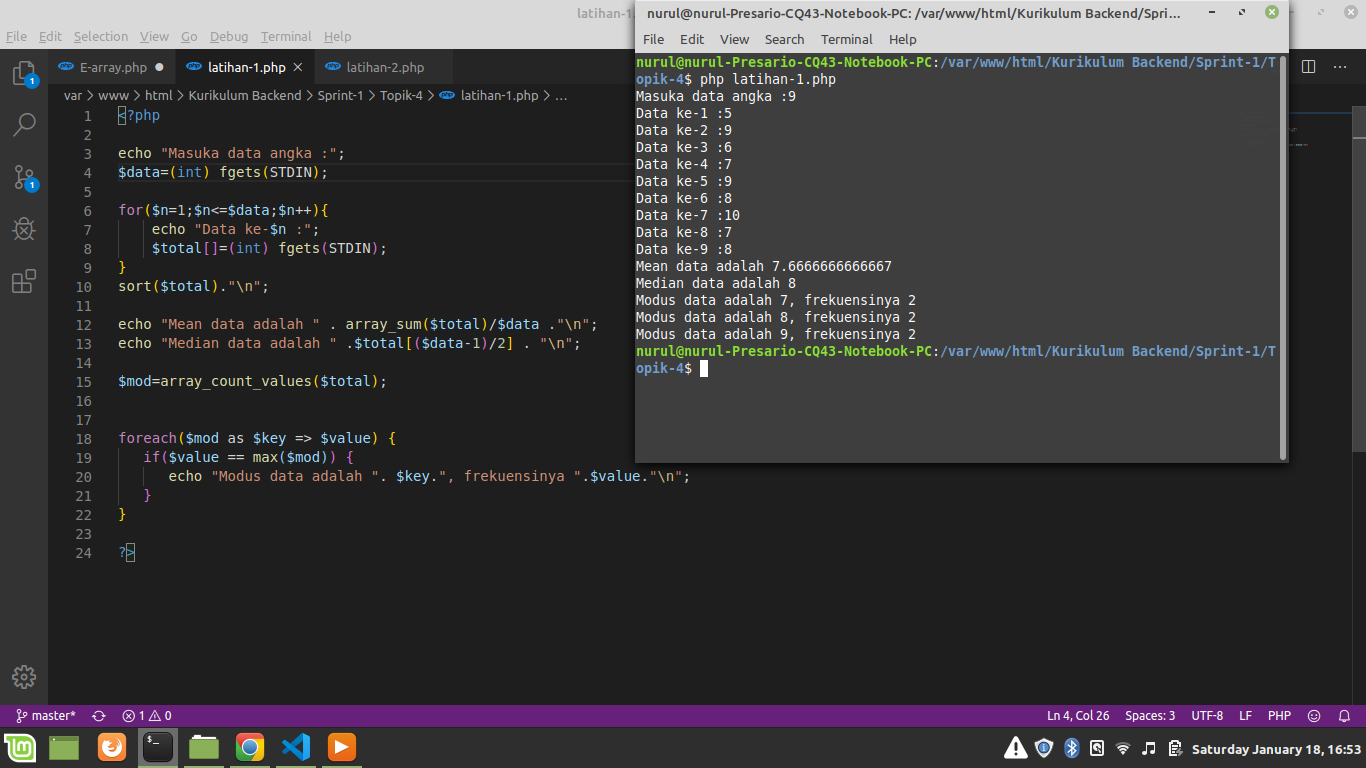 latihan-1.
File Edit Selection View Go Debug Terminal Help
E-array.php latihan-1.php latihan-2.php
var > www > html > Kurikulum Backend > Sprint-1 > Topik-4 > latihan-1.php > ...
1 <?php
2
3 echo "Masuka data angka :";
4 $data=(int) fgets(STDIN);
5
6 for($n=1;$n<=$data;$n++){
7 echo "Data ke-$n :";
8 $total[]=(int) fgets(STDIN);
9 }
10 sort($total)."\n";
11
12 echo "Mean data adalah " . array_sum($total)/$data ."\n";
13 echo "Median data adalah " .$total[($data-1)/2] . "\n";
14
15 $mod=array_count_values($total);
16
17
18 foreach($mod as $key => $value) {
19 if($value == max($mod)) {
20 echo "Modus data adalah ". $key.", frekuensinya ".$value."\n";
21 }
22 }
23
24 ?>
nurul@nurul-Presario-CQ43-Notebook-PC: /var/www/html/Kurikulum Backend/Spri...
File Edit View Search Terminal Help
nurul@nurul-Presario-CQ43-Notebook-PC:/var/www/html/Kurikulum Backend/Sprint-1/T
opik-4$ php latihan-1.php
Masuka data angka :9
Data ke-1 :5
Data ke-2 :9
Data ke-3 :6
Data ke-4 :7
Data ke-5 :9
Data ke-6 :8
Data ke-7 :10
Data ke-8 :7
Data ke-9 :8
Mean data adalah 7.6666666666667
Median data adalah 8
Modus data adalah 7, frekuensinya 2
Modus data adalah 8, frekuensinya 2
Modus data adalah 9, frekuensinya 2
nurul@nurul-Presario-CQ43-Notebook-PC:/var/www/html/Kurikulum Backend/Sprint-1/T
opik-4$
master* 1 0 Ln 4, Col 26 Spaces: 3 UTF-8 LF PHP
Saturday January 18, 16:53